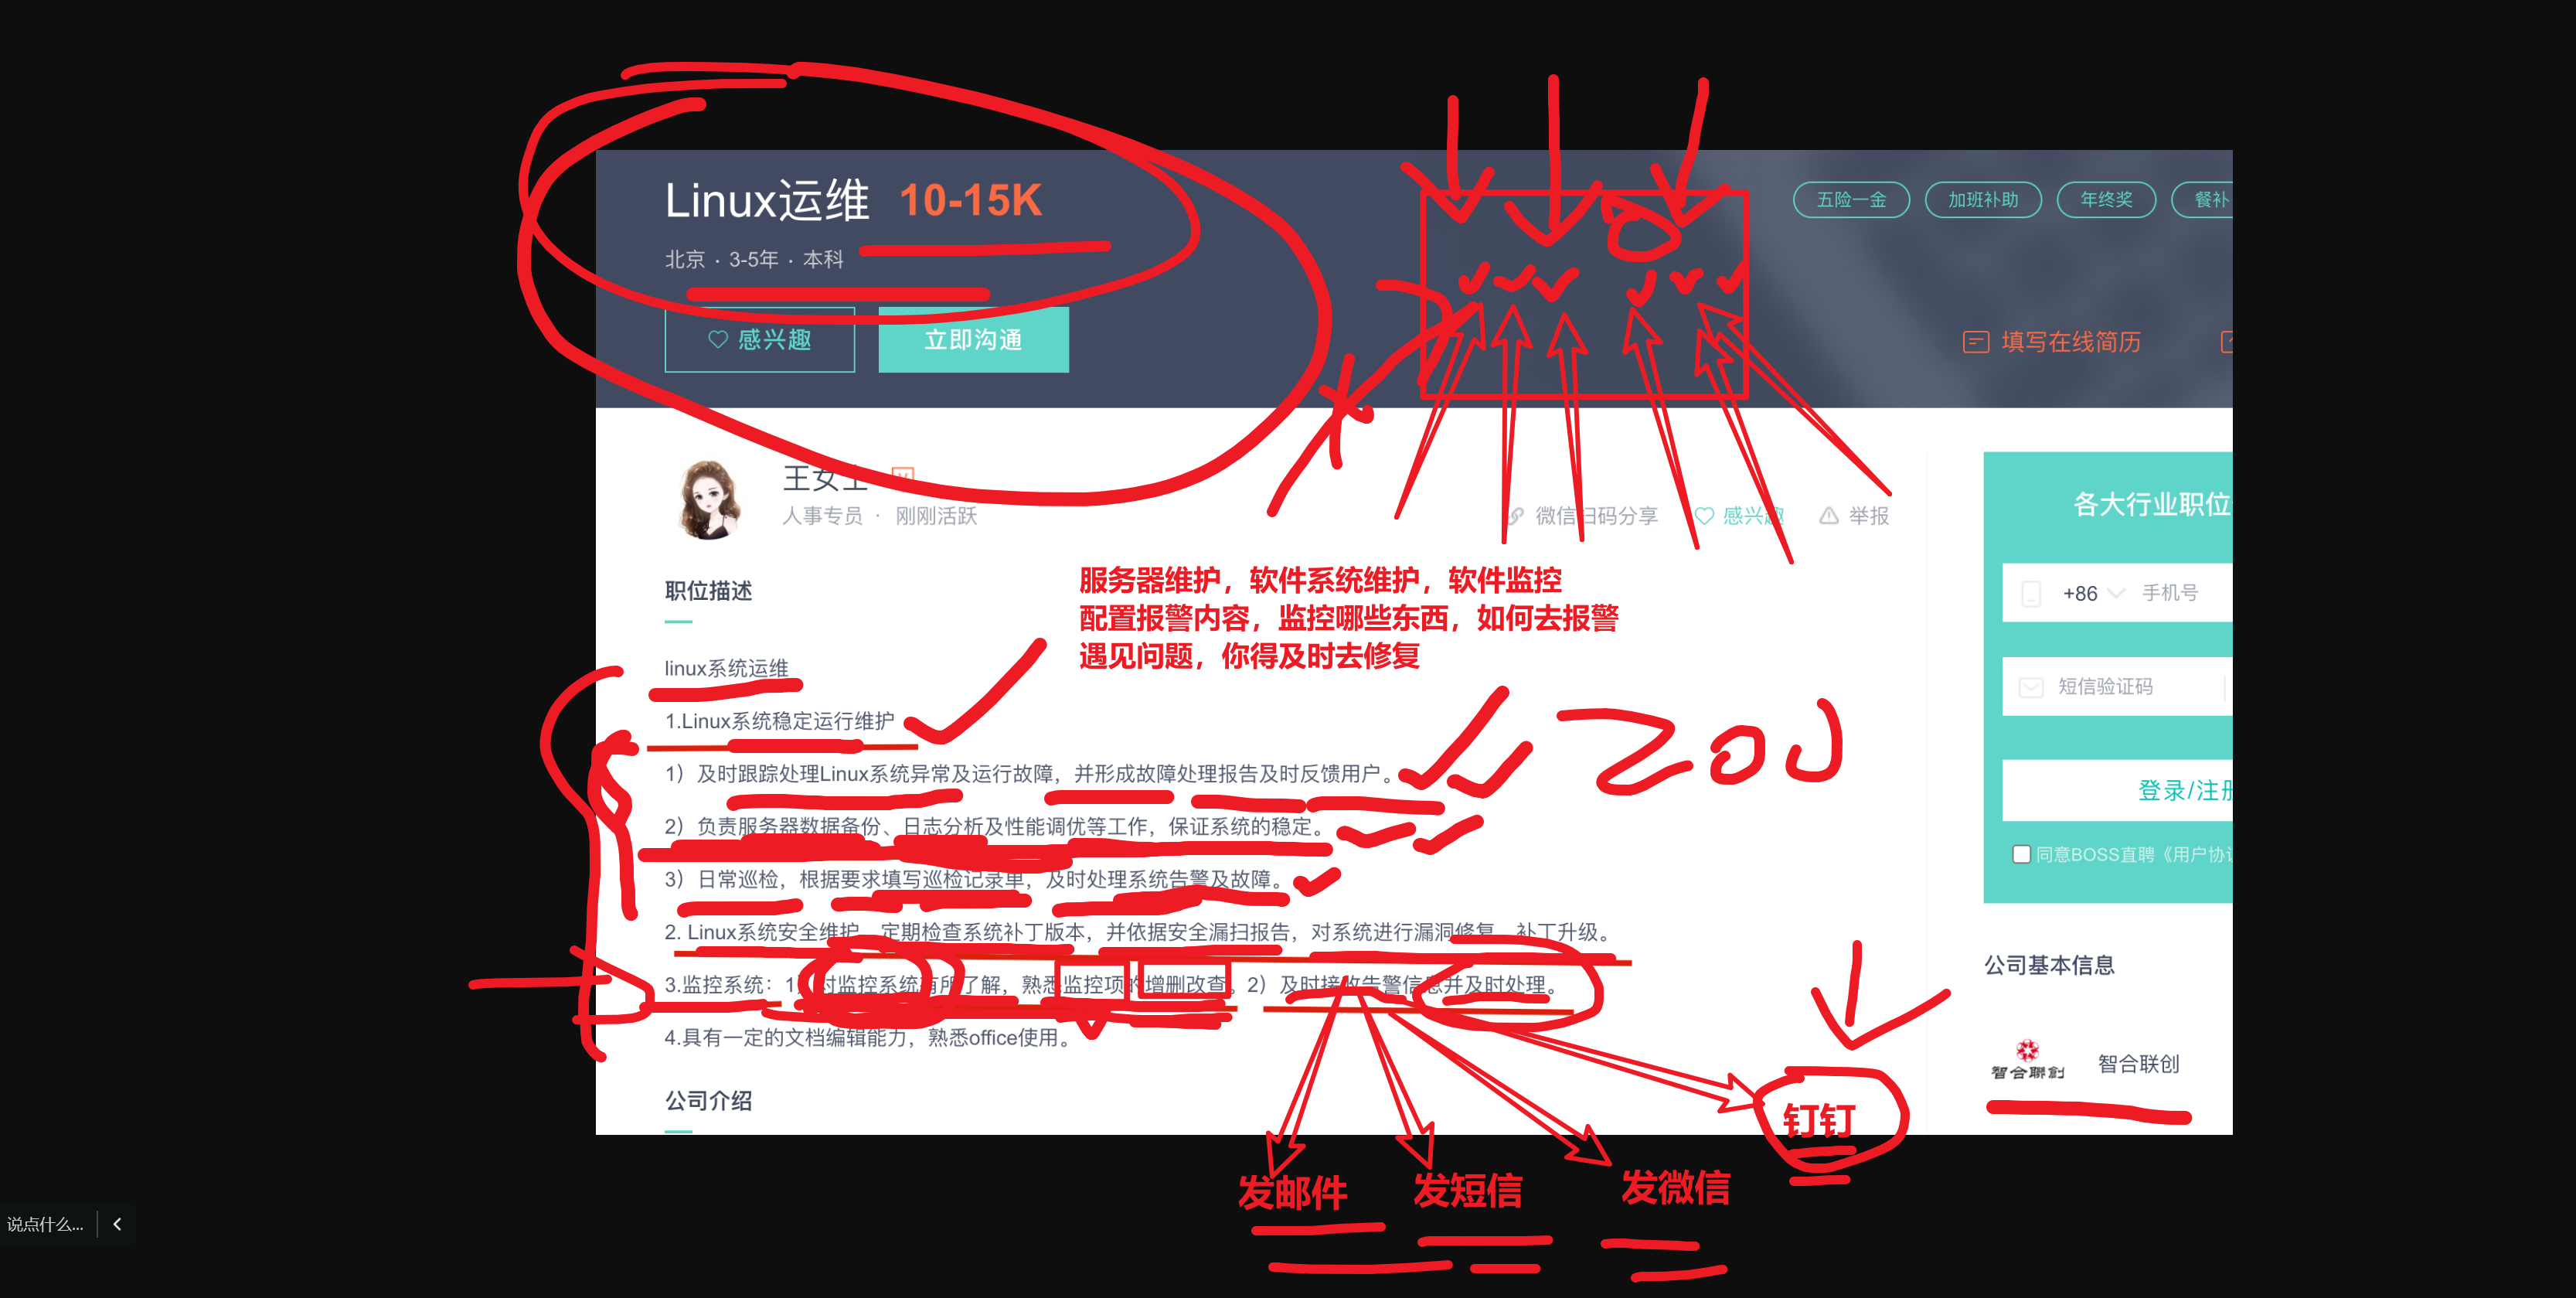 Linux运维 10-15K
五险一金 加班补助 年终奖 餐补
北京 · 3-5年 · 本科
感兴趣 立即沟通
填写在线简历
王女士
人事专员 · 刚刚活跃
微信扫码分享 感兴趣 举报
各大行业职位
职位描述
服务器维护，软件系统维护，软件监控
配置报警内容，监控哪些东西，如何去报警
遇见问题，你得及时去修复
+86 手机号
linux系统运维
短信验证码
1.Linux系统稳定运行维护
200
1）及时跟踪处理Linux系统异常及运行故障，并形成故障处理报告及时反馈用户。
登录/注册
2）负责服务器数据备份、日志分析及性能调优等工作，保证系统的稳定。
同意BOSS直聘《用户协议
3）日常巡检，根据要求填写巡检记录单，及时处理系统告警及故障。
2. Linux系统安全维护，定期检查系统补丁版本，并依据安全漏扫报告，对系统进行漏洞修复、补丁升级。
公司基本信息
3.监控系统：1）对监控系统有所了解，熟悉监控项的增删改查。2）及时接收告警信息并及时处理。
4.具有一定的文档编辑能力，熟悉office使用。
智合聯創 智合联创
公司介绍
钉钉
发邮件 发短信 发微信
说点什么...